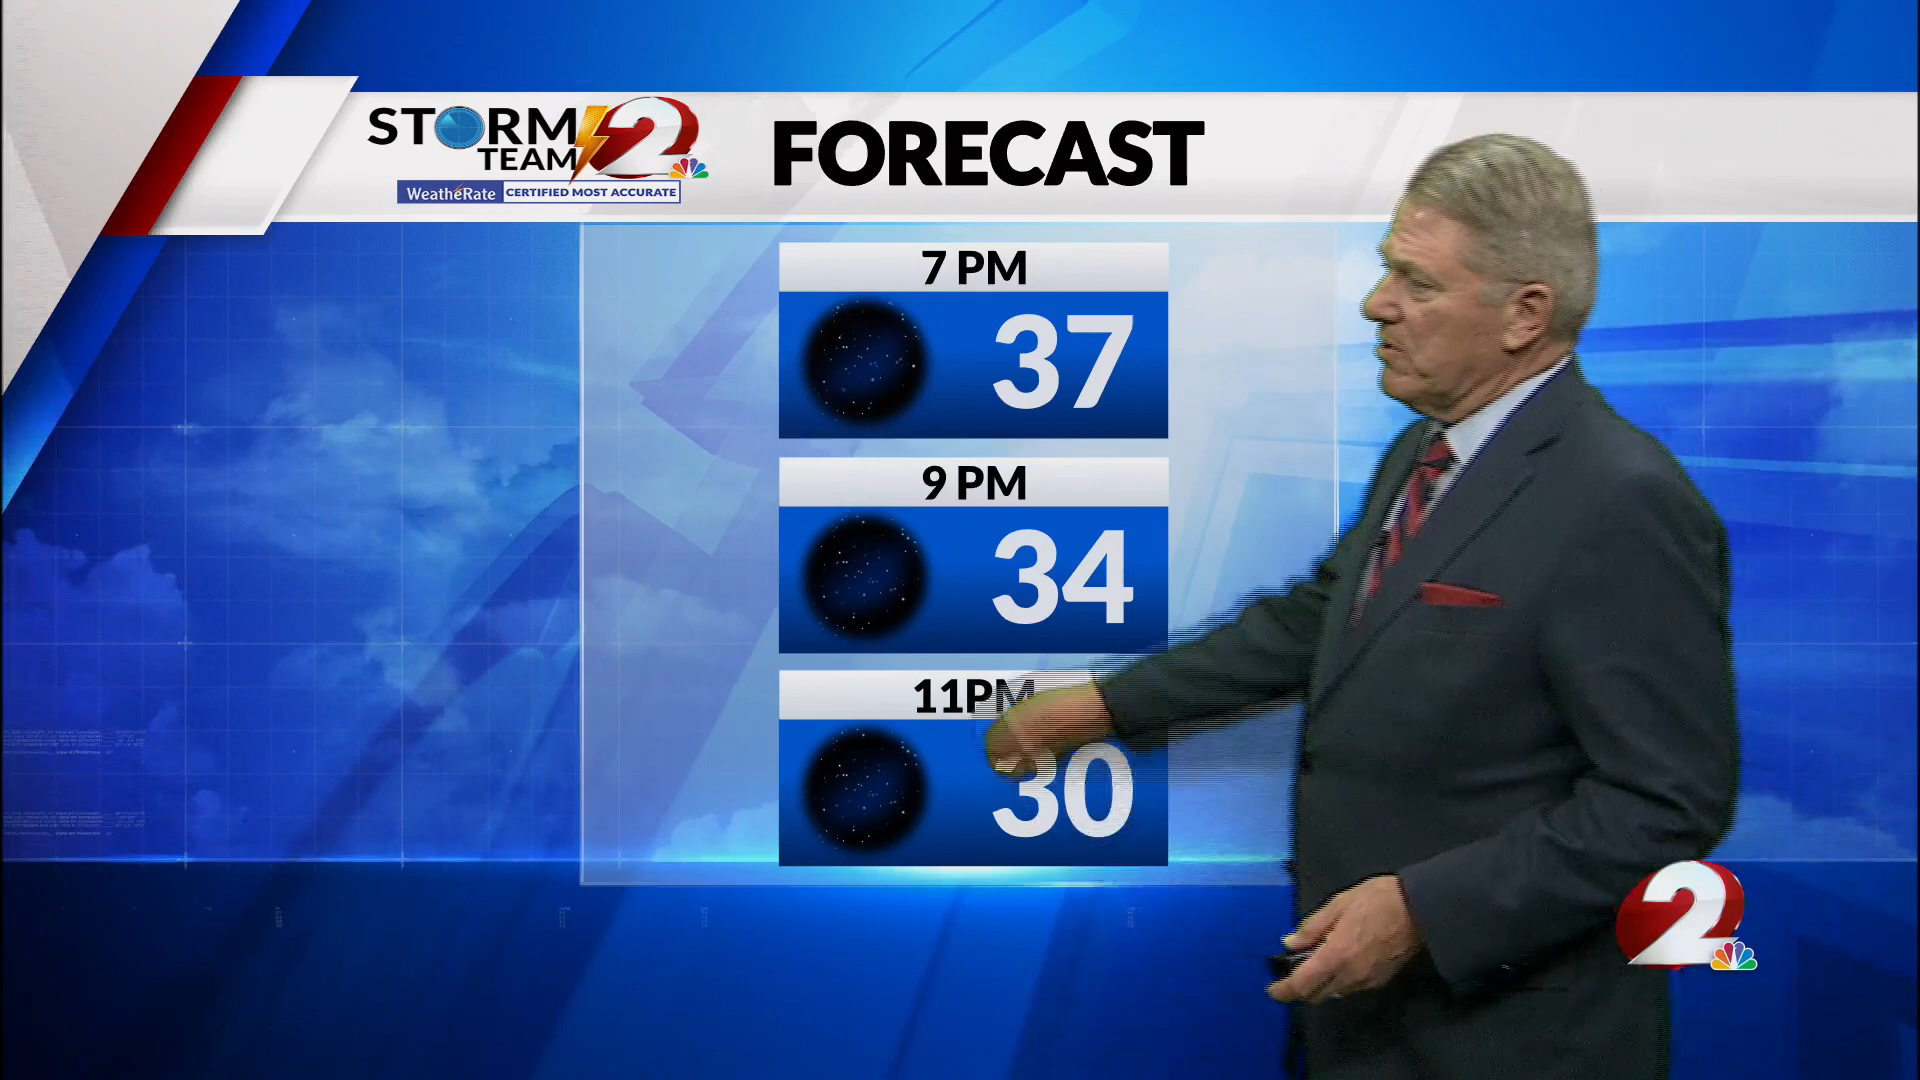 STORM
TEAM 2
WeatheRate CERTIFIED MOST ACCURATE
FORECAST
7 PM
37
9 PM
34
11PM
30
2